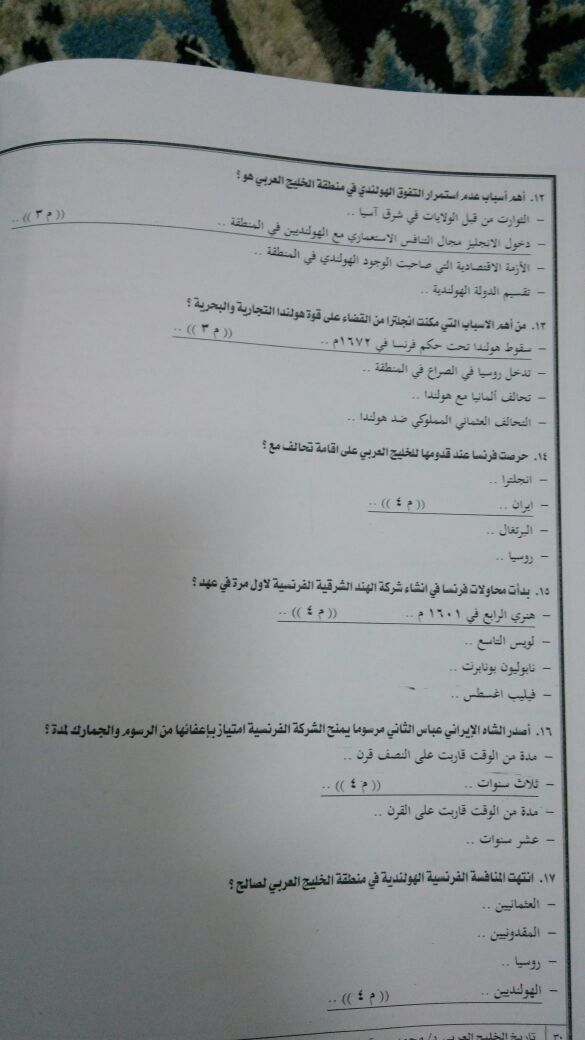 ١٢. أهم أسباب عدم استمرار التفوق الهولندي في منطقة الخليج العربي هو؟
– الثورات من قبل الولايات في شرق آسيا ..
– دخول الانجليز مجال التنافس الاستعماري مع الهولنديين في المنطقة .. (( م ٣ )) ..
– الأزمة الاقتصادية التي صاحبت الوجود الهولندي في المنطقة ..
– تقسيم الدولة الهولندية ..
١٣. من أهم الاسباب التي مكنت انجلترا من القضاء على قوة هولندا التجارية والبحرية ؟
– سقوط هولندا تحت حكم فرنسا في ١٦٧٢م .. (( م ٣ )) ..
– تدخل روسيا في الصراع في المنطقة ..
– تحالف ألمانيا مع هولندا ..
– التحالف العثماني المملوكي ضد هولندا ..
١٤. حرصت فرنسا عند قدومها للخليج العربي على اقامة تحالف مع ؟
– انجلترا ..
– ايران .. (( م ٤ )) ..
– البرتغال ..
– روسيا ..
١٥. بدأت محاولات فرنسا في انشاء شركة الهند الشرقية الفرنسية لاول مرة في عهد ؟
– هنري الرابع في ١٦٠١ م .. (( م ٤ )) ..
– لويس التاسع ..
– نابوليون بونابرت ..
– فيليب اغسطس ..
١٦. أصدر الشاه الإيراني عباس الثاني مرسوما يمنح الشركة الفرنسية امتياز بإعفائها من الرسوم والجمارك لمدة ؟
– مدة من الوقت قاربت على النصف قرن ..
– ثلاث سنوات .. (( م ٤ )) ..
– مدة من الوقت قاربت على القرن ..
– عشر سنوات ..
١٧. انتهت المنافسة الفرنسية الهولندية في منطقة الخليج العربي لصالح ؟
– العثمانيين ..
– المقدونيين ..
– روسيا ..
– الهولنديين .. (( م ٤ )) ..
٣٠ تاريخ الخليج العربي